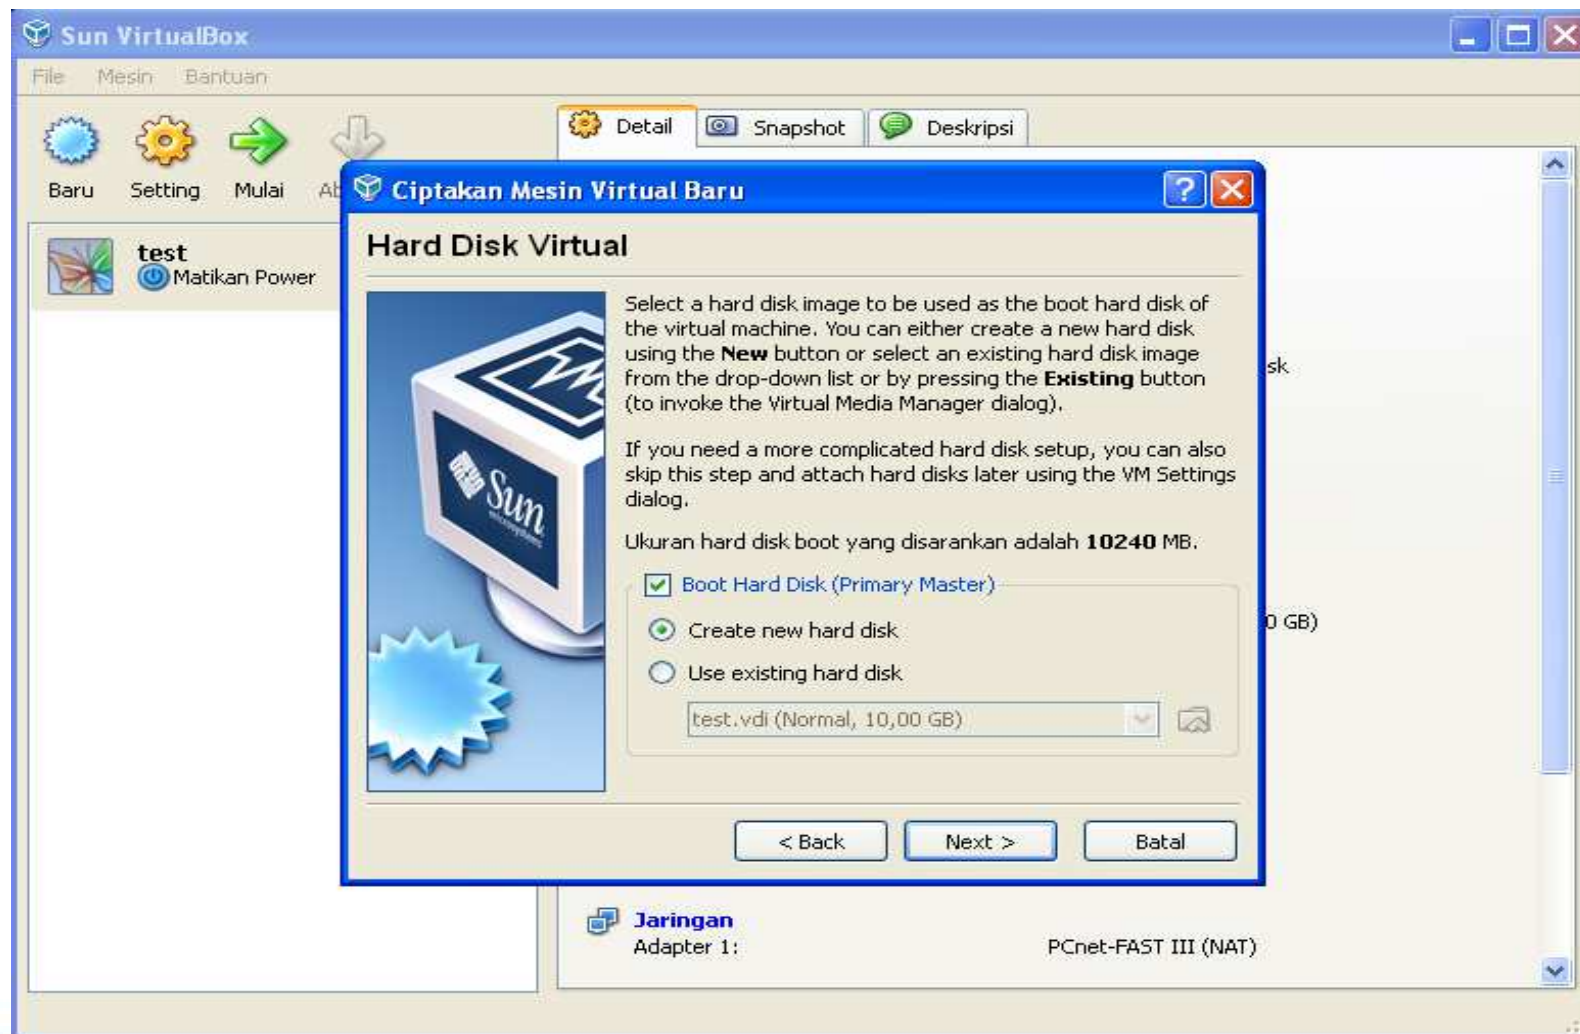 Sun VirtualBox
File Mesin Bantuan
Baru Setting Mulai
Detail Snapshot Deskripsi
test
Matikan Power
Ciptakan Mesin Virtual Baru
Hard Disk Virtual
Select a hard disk image to be used as the boot hard disk of
the virtual machine. You can either create a new hard disk
using the New button or select an existing hard disk image
from the drop-down list or by pressing the Existing button
(to invoke the Virtual Media Manager dialog).
If you need a more complicated hard disk setup, you can also
skip this step and attach hard disks later using the VM Settings
dialog.
Ukuran hard disk boot yang disarankan adalah 10240 MB.
Boot Hard Disk (Primary Master)
Create new hard disk
Use existing hard disk
test.vdi (Normal, 10,00 GB)
< Back Next > Batal
Sun
microsystems
sk
0 GB)
Jaringan
Adapter 1: PCnet-FAST III (NAT)